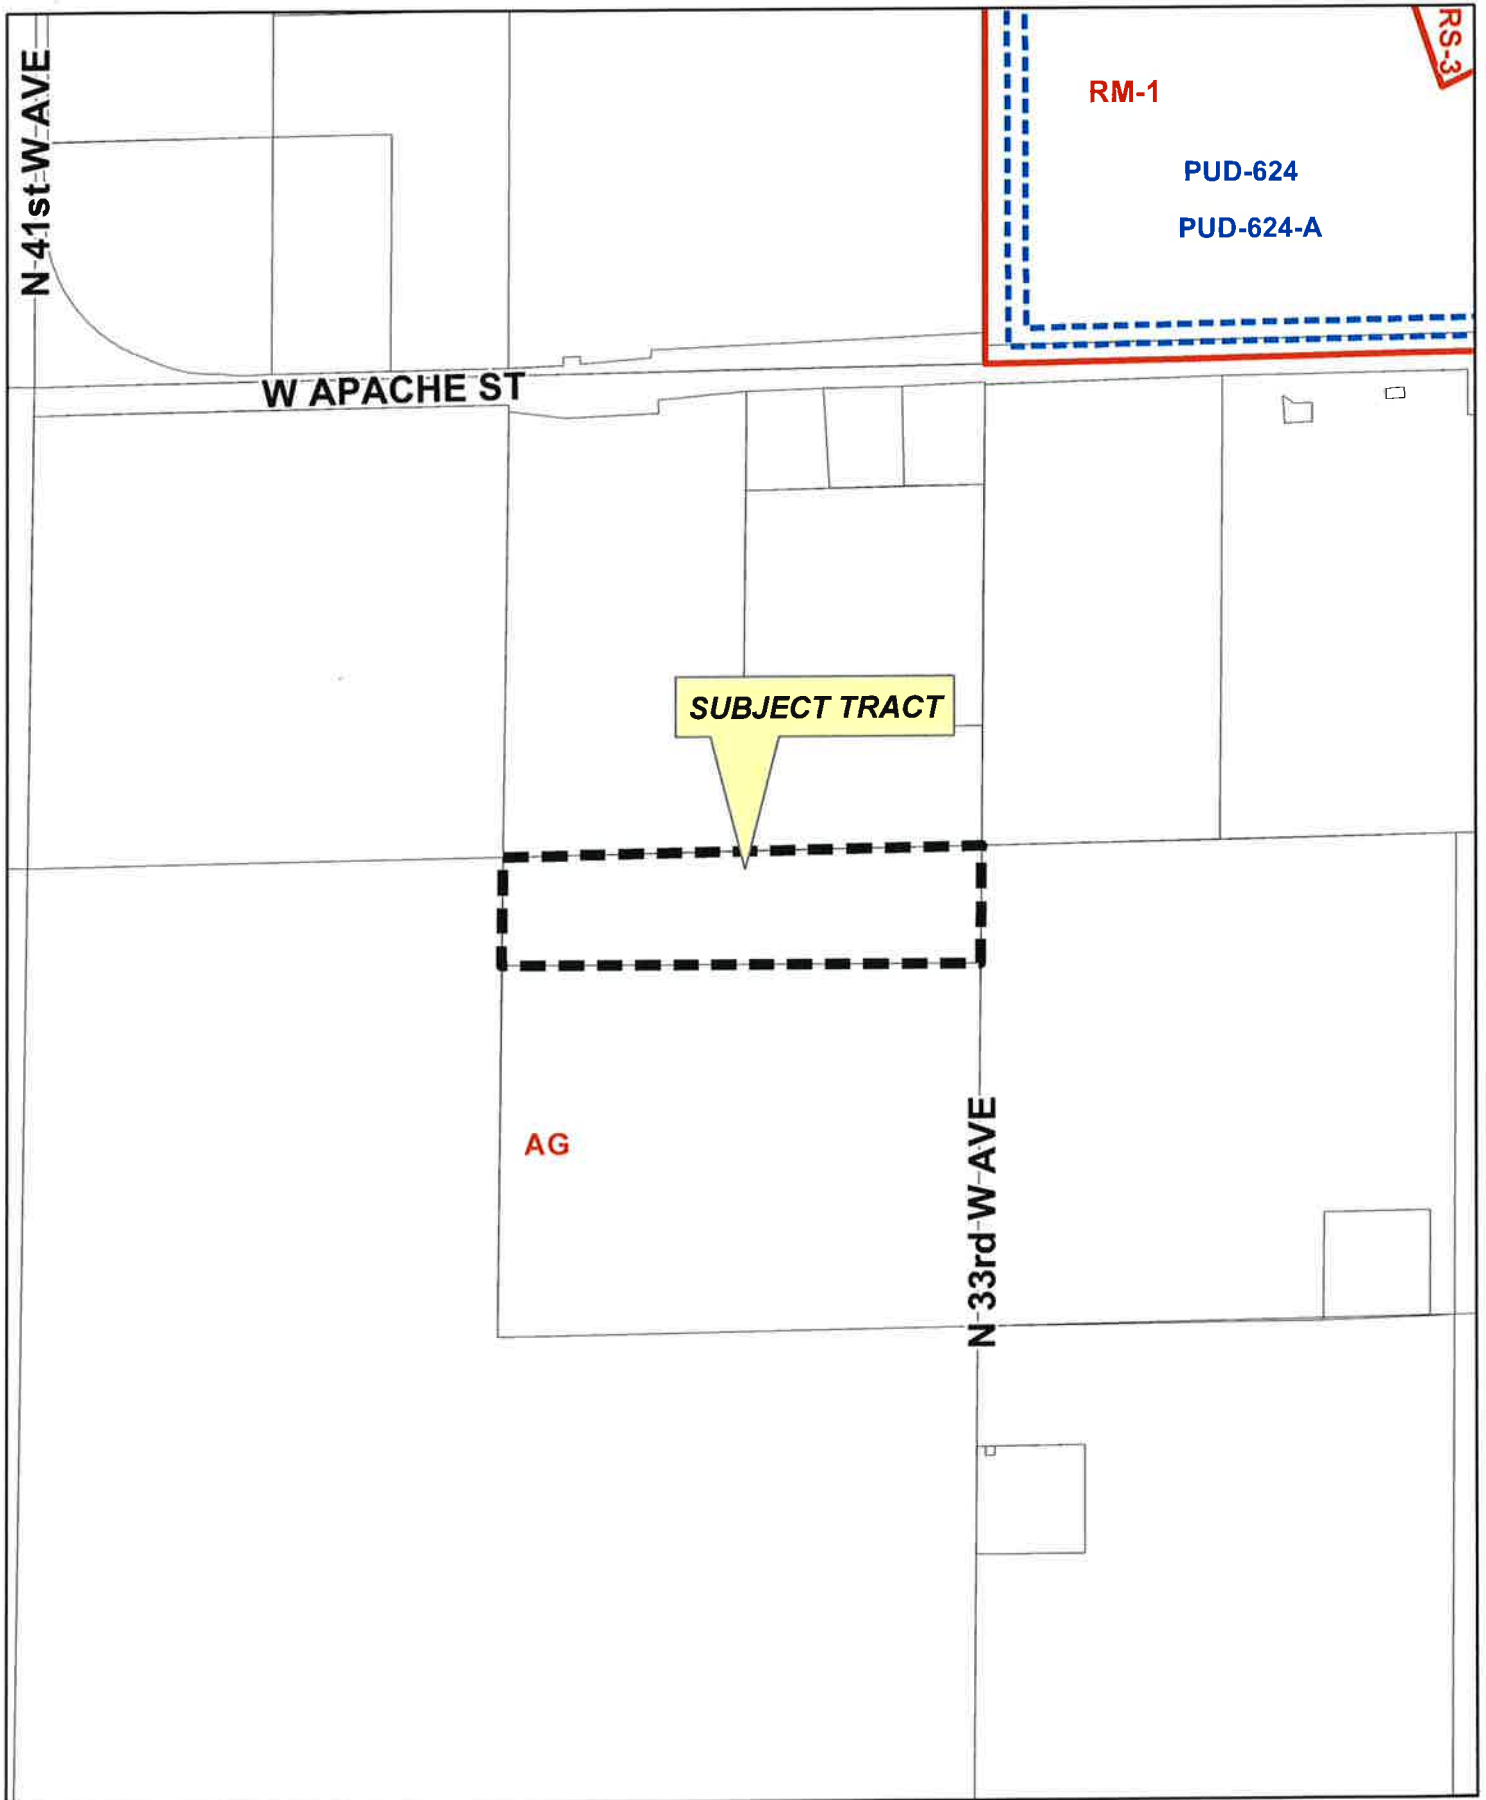 N 41st W AVE
RM-1
RS-3
PUD-624
PUD-624-A
W APACHE ST
SUBJECT TRACT
AG
N 33rd W AVE